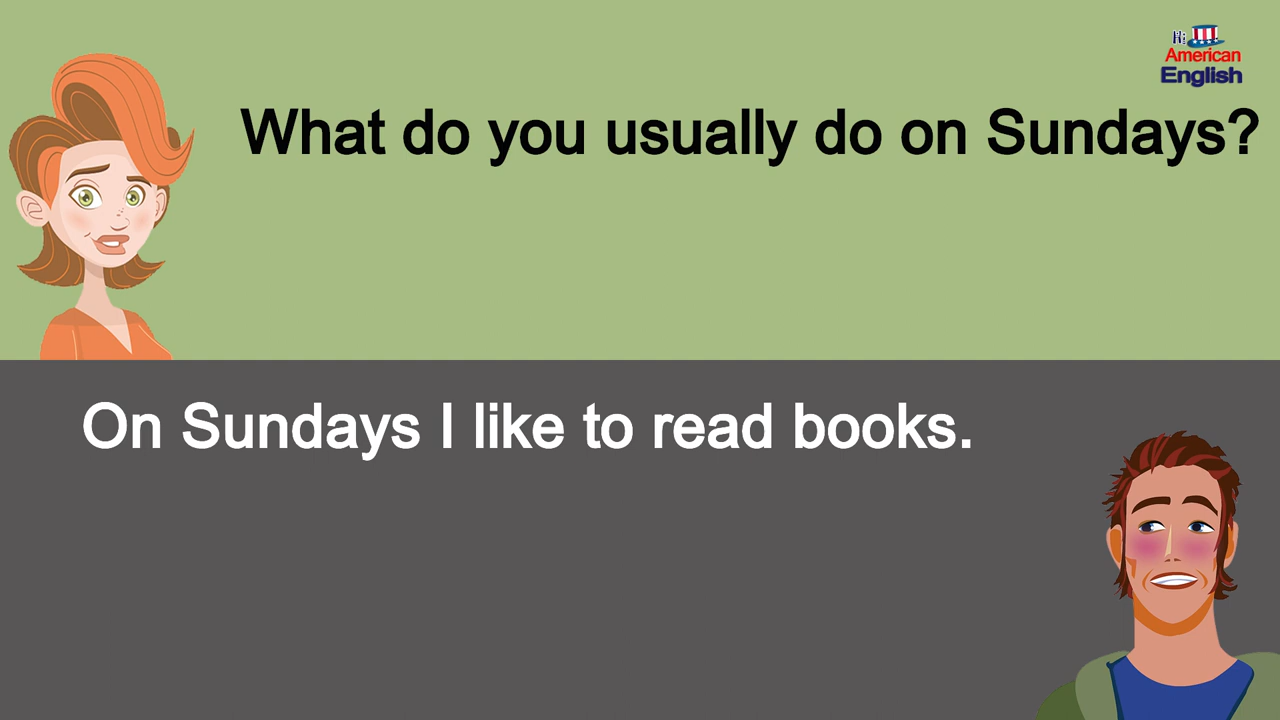 Hi
American
English
What do you usually do on Sundays?
On Sundays I like to read books.